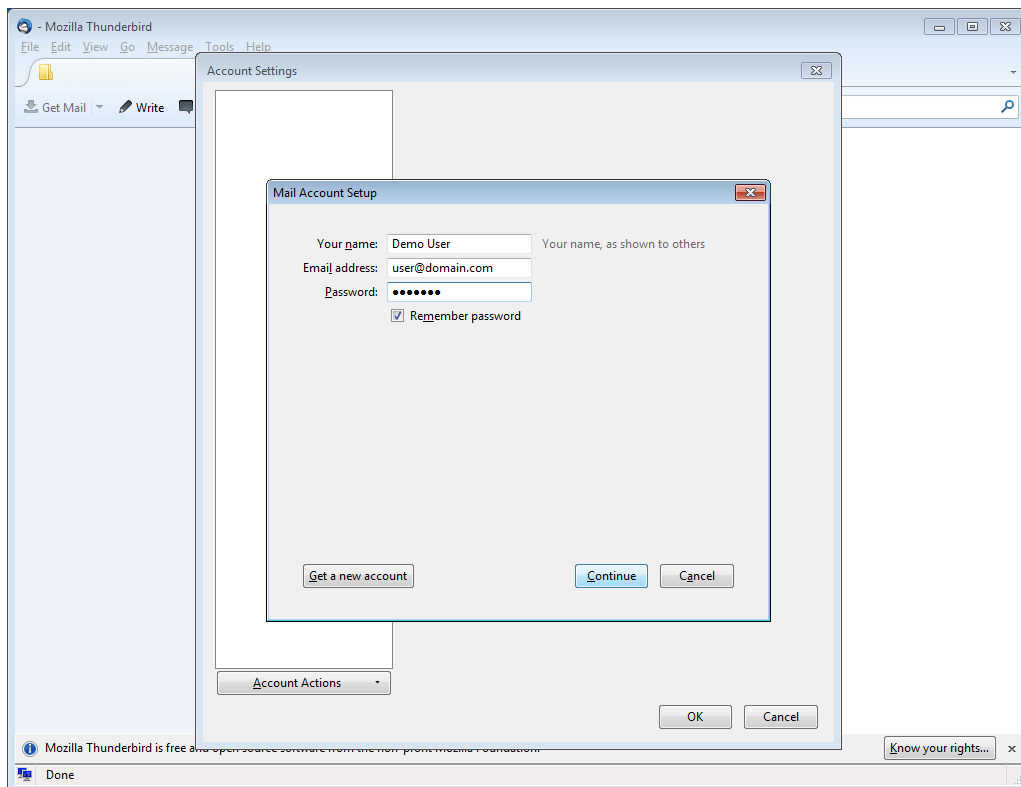 - Mozilla Thunderbird
File Edit View Go Message Tools Help
Account Settings
Get Mail Write
Mail Account Setup
Your name: Demo User Your name, as shown to others
Email address: user@domain.com
Password: •••••••
Remember password
Get a new account Continue Cancel
Account Actions
OK Cancel
Mozilla Thunderbird is free and open source software from the non-profit Mozilla Foundation. Know your rights...
Done